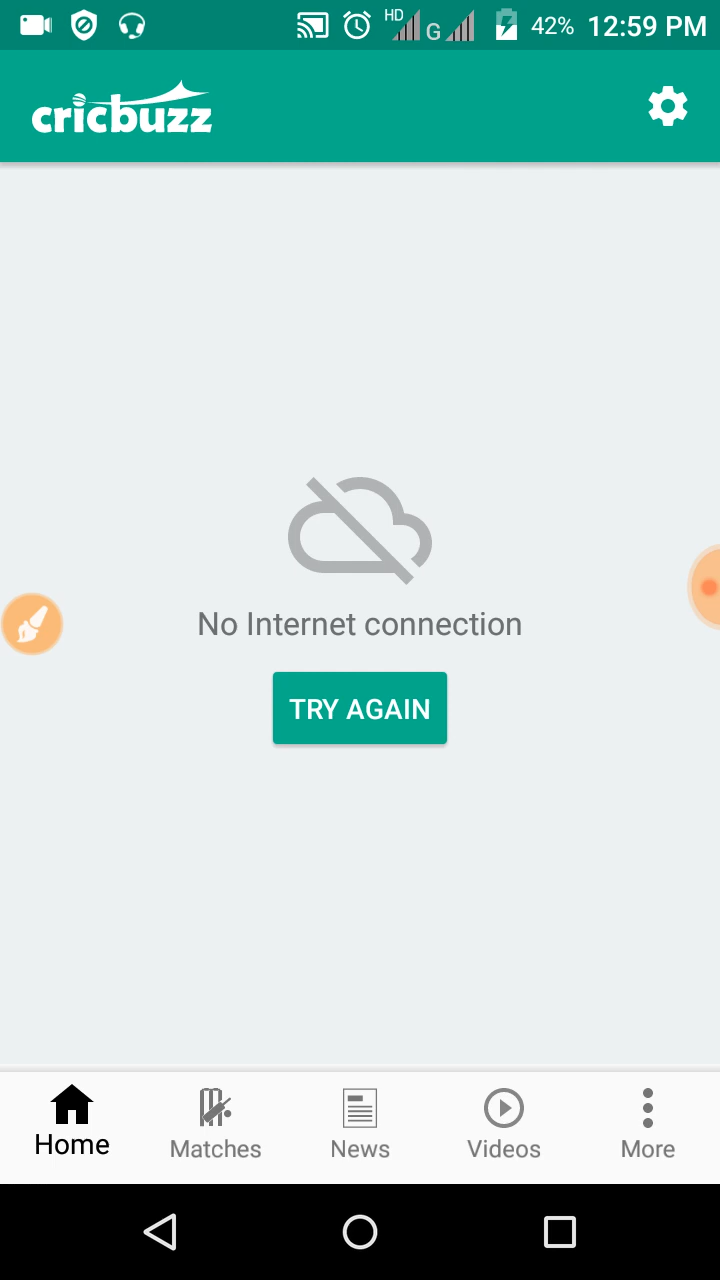 HD G 42% 12:59 PM
cricbuzz
No Internet connection
TRY AGAIN
Home Matches News Videos More